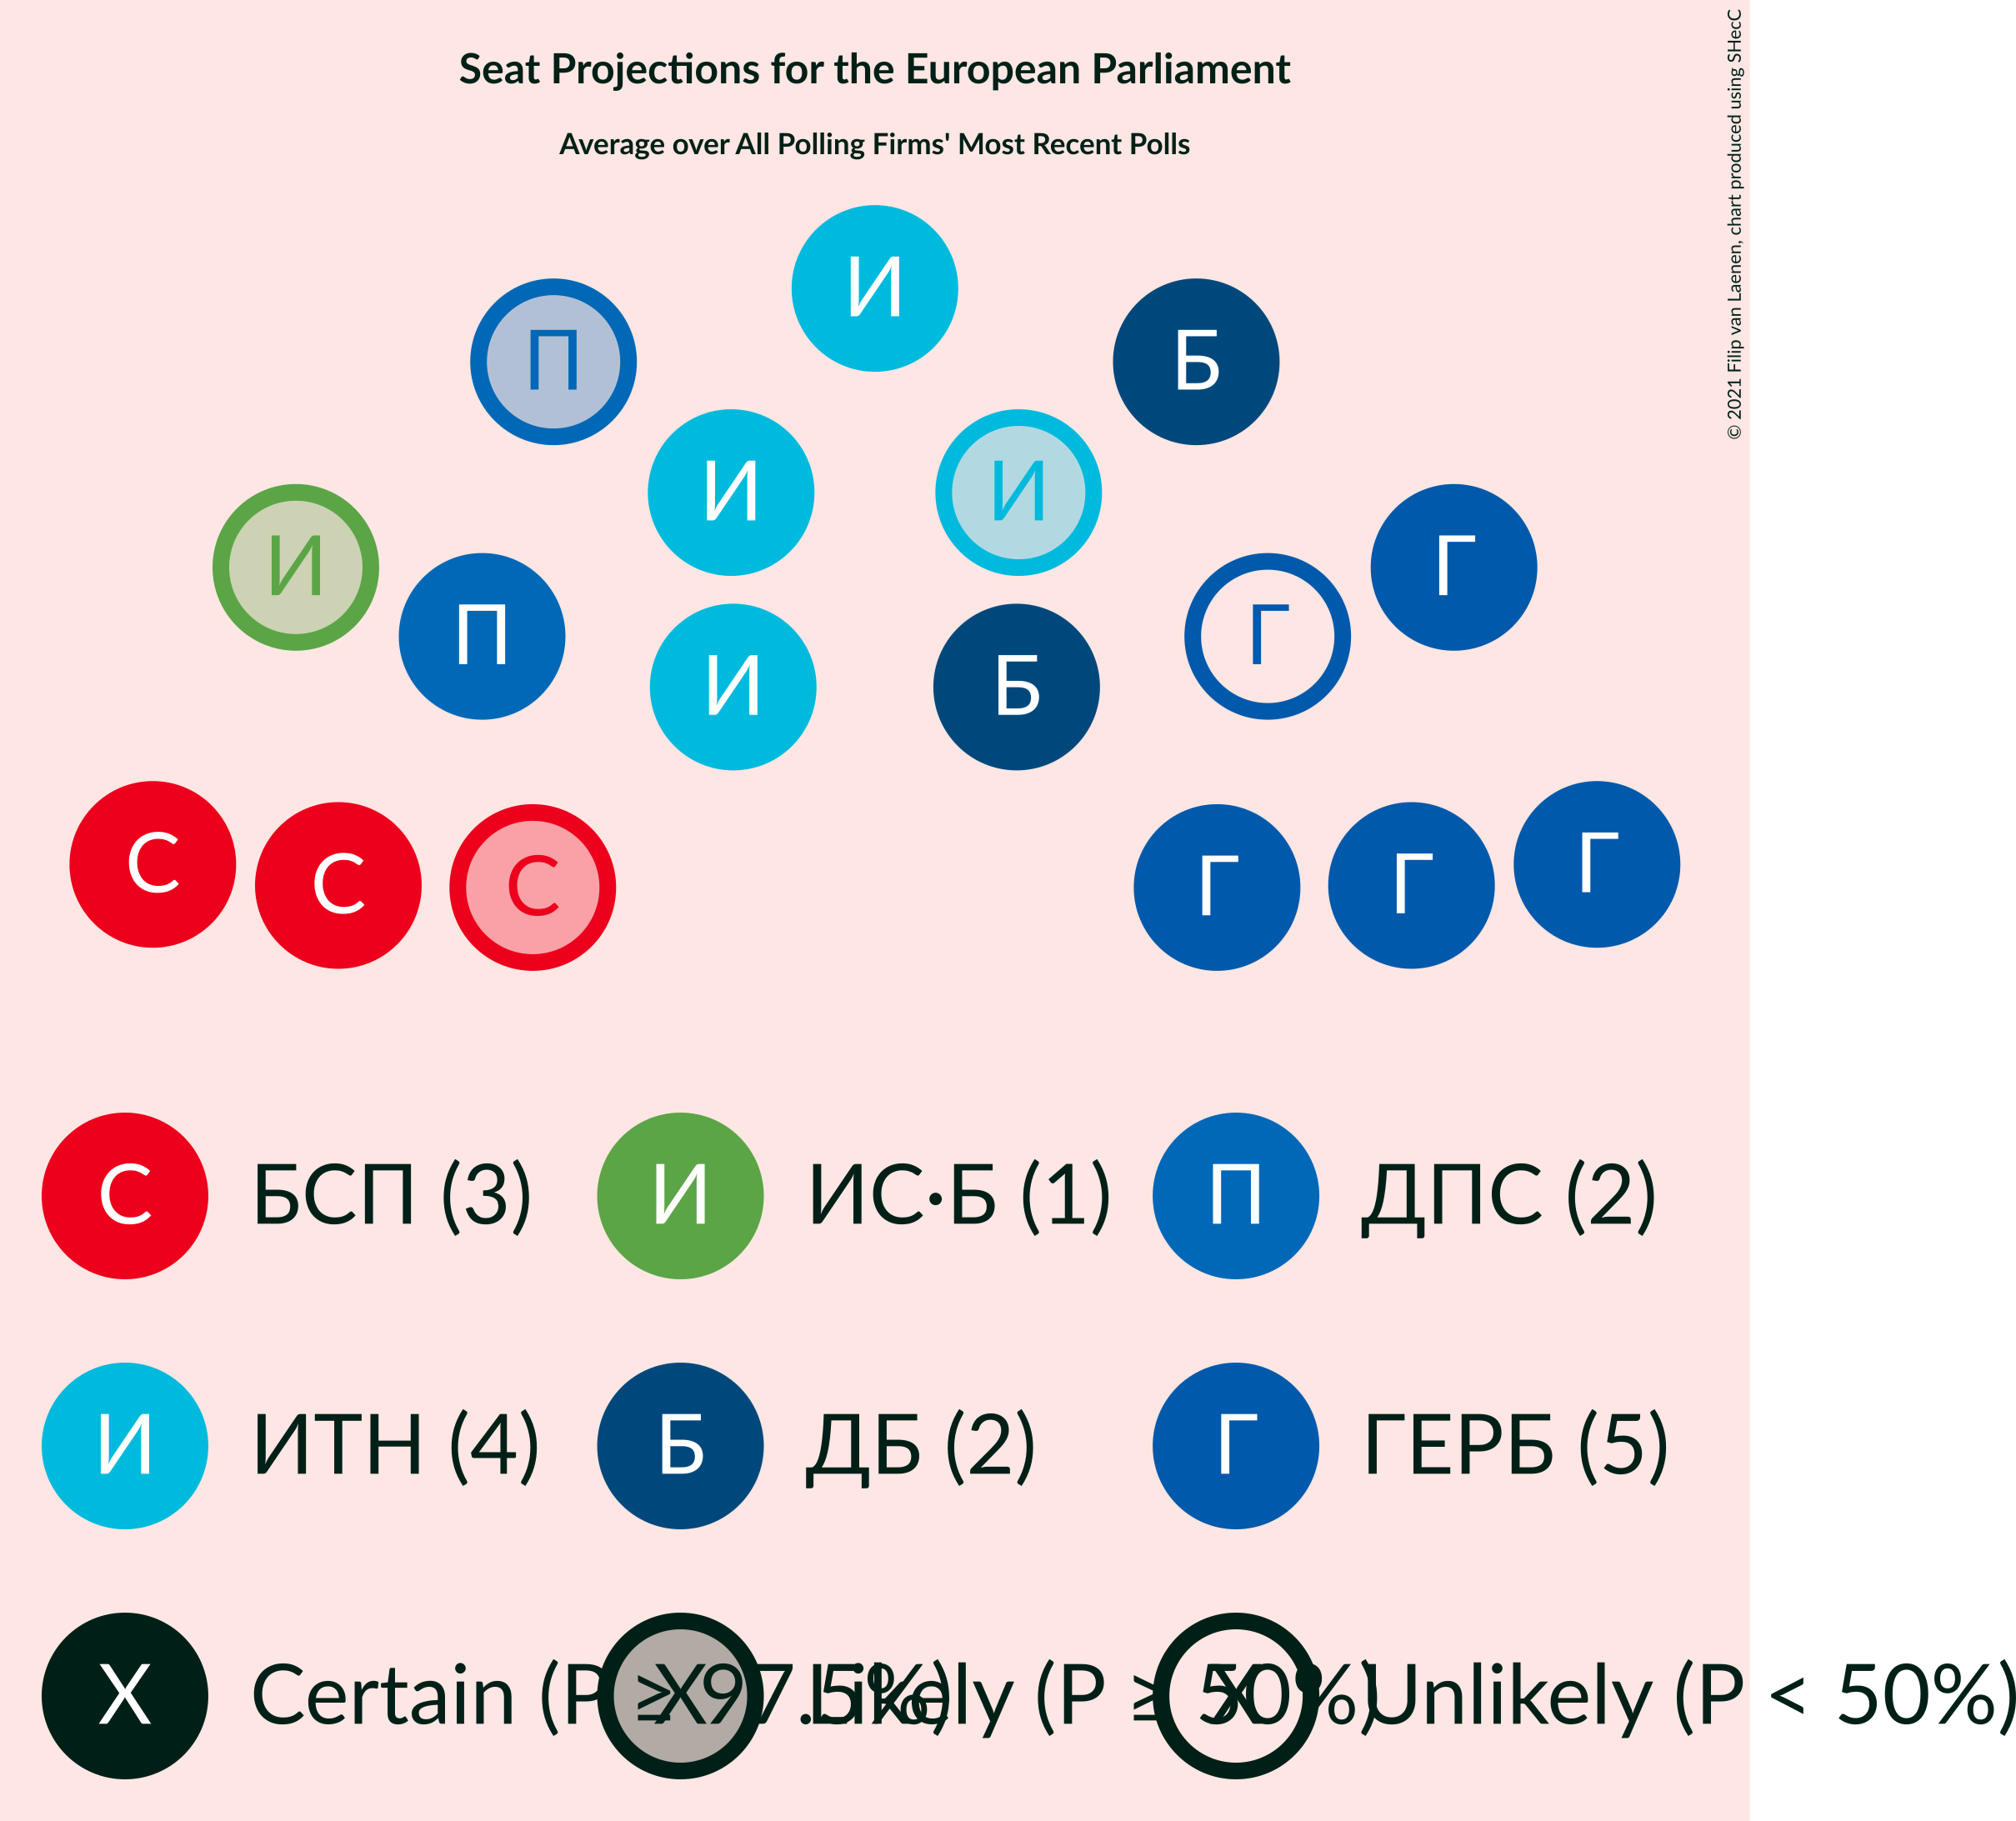 Seat Projections for the European Parliament
Average over All Polling Firms' Most Recent Polls
© 2021 Filip van Laenen, chart produced using SHecC
И
П
Б
И
И
И
Г
П
Г
И
Б
С
С
С
Г
Г
Г
С БСП (3) И ИС·Б (1) П ДПС (2)
И ИТН (4) Б ДБ (2) Г ГЕРБ (5)
X Certain (P ≥ 97.5%) X Likely (P ≥ 50%) X Unlikely (P < 50%)